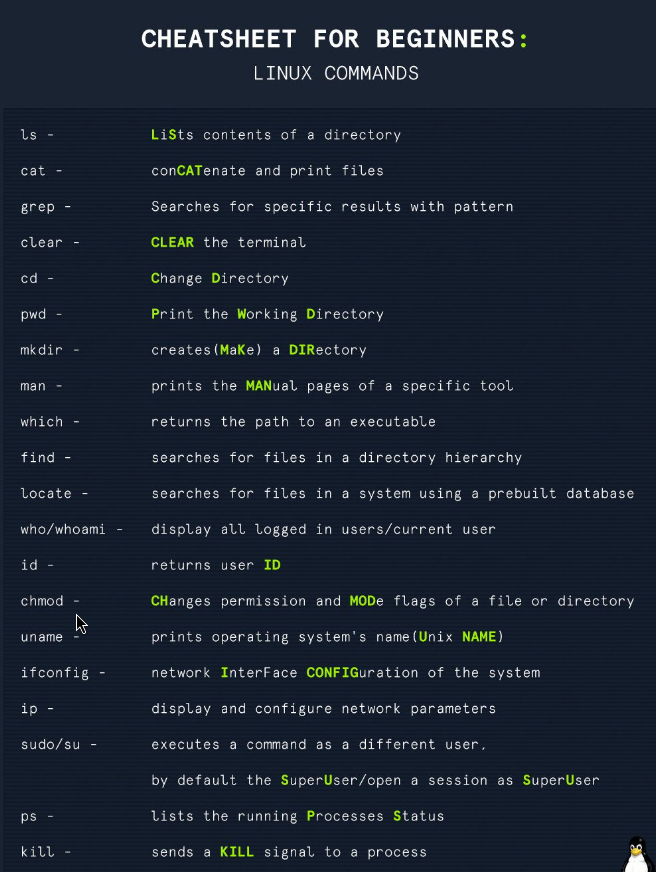 CHEATSHEET FOR BEGINNERS:
LINUX COMMANDS
ls - LiSts contents of a directory
cat - conCATenate and print files
grep - Searches for specific results with pattern
clear - CLEAR the terminal
cd - Change Directory
pwd - Print the Working Directory
mkdir - creates(MaKe) a DIRectory
man - prints the MANual pages of a specific tool
which - returns the path to an executable
find - searches for files in a directory hierarchy
locate - searches for files in a system using a prebuilt database
who/whoami - display all logged in users/current user
id - returns user ID
chmod - CHanges permission and MODe flags of a file or directory
uname - prints operating system's name(Unix NAME)
ifconfig - network InterFace CONFIGuration of the system
ip - display and configure network parameters
sudo/su - executes a command as a different user,
by default the SuperUser/open a session as SuperUser
ps - lists the running Processes Status
kill - sends a KILL signal to a process